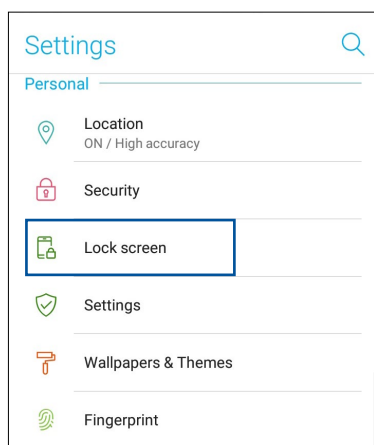 Settings
Personal
Location
ON / High accuracy
Security
Lock screen
Settings
Wallpapers & Themes
Fingerprint